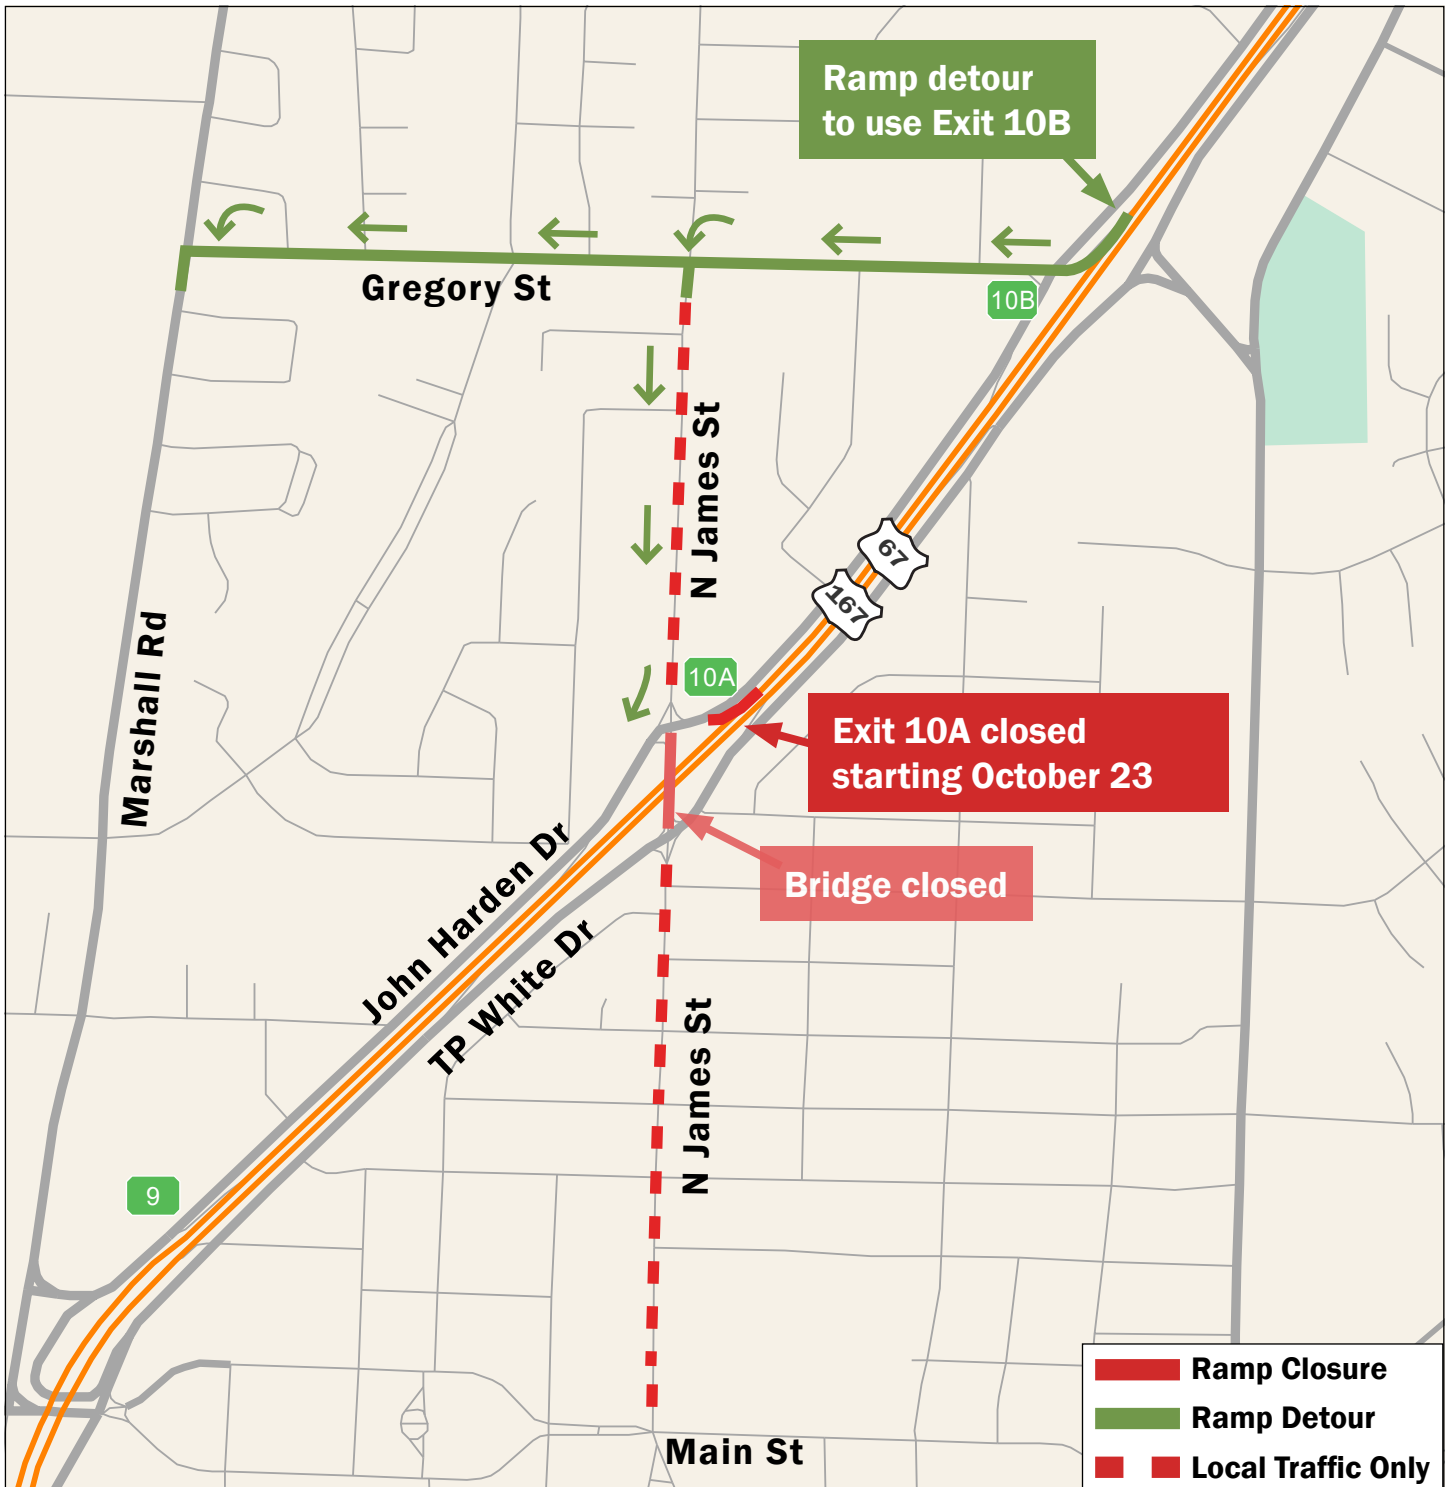 Ramp detour
to use Exit 10B
Gregory St
10B
N James St
67
167
Marshall Rd
10A
Exit 10A closed
starting October 23
Bridge closed
John Harden Dr
TP White Dr
N James St
9
Main St
Ramp Closure
Ramp Detour
Local Traffic Only